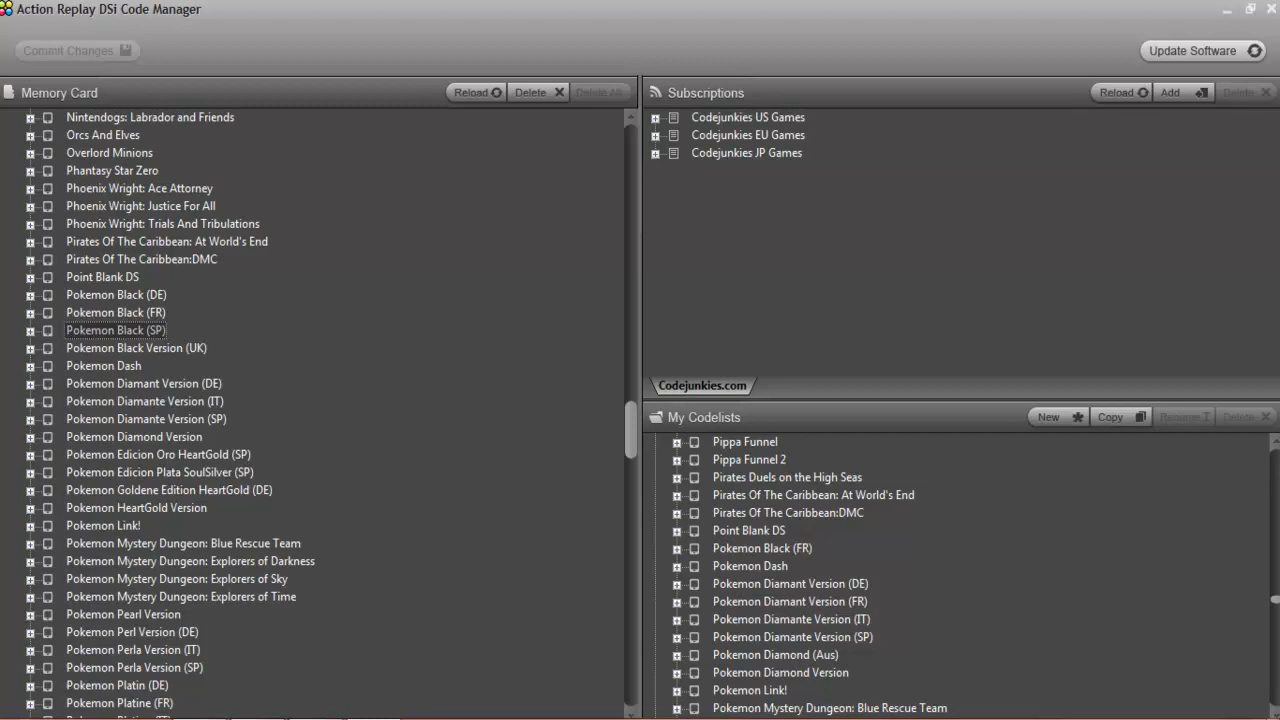 Action Replay DSi Code Manager
Commit Changes
Update Software
Memory Card
Reload
Delete
Delete All
Nintendogs: Labrador and Friends
Orcs And Elves
Overlord Minions
Phantasy Star Zero
Phoenix Wright: Ace Attorney
Phoenix Wright: Justice For All
Phoenix Wright: Trials And Tribulations
Pirates Of The Caribbean: At World's End
Pirates Of The Caribbean:DMC
Point Blank DS
Pokemon Black (DE)
Pokemon Black (FR)
Pokemon Black (SP)
Pokemon Black Version (UK)
Pokemon Dash
Pokemon Diamant Version (DE)
Pokemon Diamante Version (IT)
Pokemon Diamante Version (SP)
Pokemon Diamond Version
Pokemon Edicion Oro HeartGold (SP)
Pokemon Edicion Plata SoulSilver (SP)
Pokemon Goldene Edition HeartGold (DE)
Pokemon HeartGold Version
Pokemon Link!
Pokemon Mystery Dungeon: Blue Rescue Team
Pokemon Mystery Dungeon: Explorers of Darkness
Pokemon Mystery Dungeon: Explorers of Sky
Pokemon Mystery Dungeon: Explorers of Time
Pokemon Pearl Version
Pokemon Perl Version (DE)
Pokemon Perla Version (IT)
Pokemon Perla Version (SP)
Pokemon Platin (DE)
Pokemon Platine (FR)
Subscriptions
Reload
Add
Delete
Codejunkies US Games
Codejunkies EU Games
Codejunkies JP Games
Codejunkies.com
My Codelists
New
Copy
Rename
Delete
Pippa Funnel
Pippa Funnel 2
Pirates Duels on the High Seas
Pirates Of The Caribbean: At World's End
Pirates Of The Caribbean:DMC
Point Blank DS
Pokemon Black (FR)
Pokemon Dash
Pokemon Diamant Version (DE)
Pokemon Diamant Version (FR)
Pokemon Diamante Version (IT)
Pokemon Diamante Version (SP)
Pokemon Diamond (Aus)
Pokemon Diamond Version
Pokemon Link!
Pokemon Mystery Dungeon: Blue Rescue Team